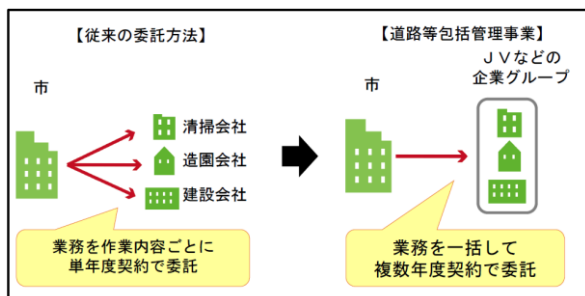 【従来の委託方法】
市
清掃会社
造園会社
建設会社
業務を作業内容ごとに
単年度契約で委託
【道路等包括管理事業】
ＪＶなどの
企業グループ
市
業務を一括して
複数年度契約で委託